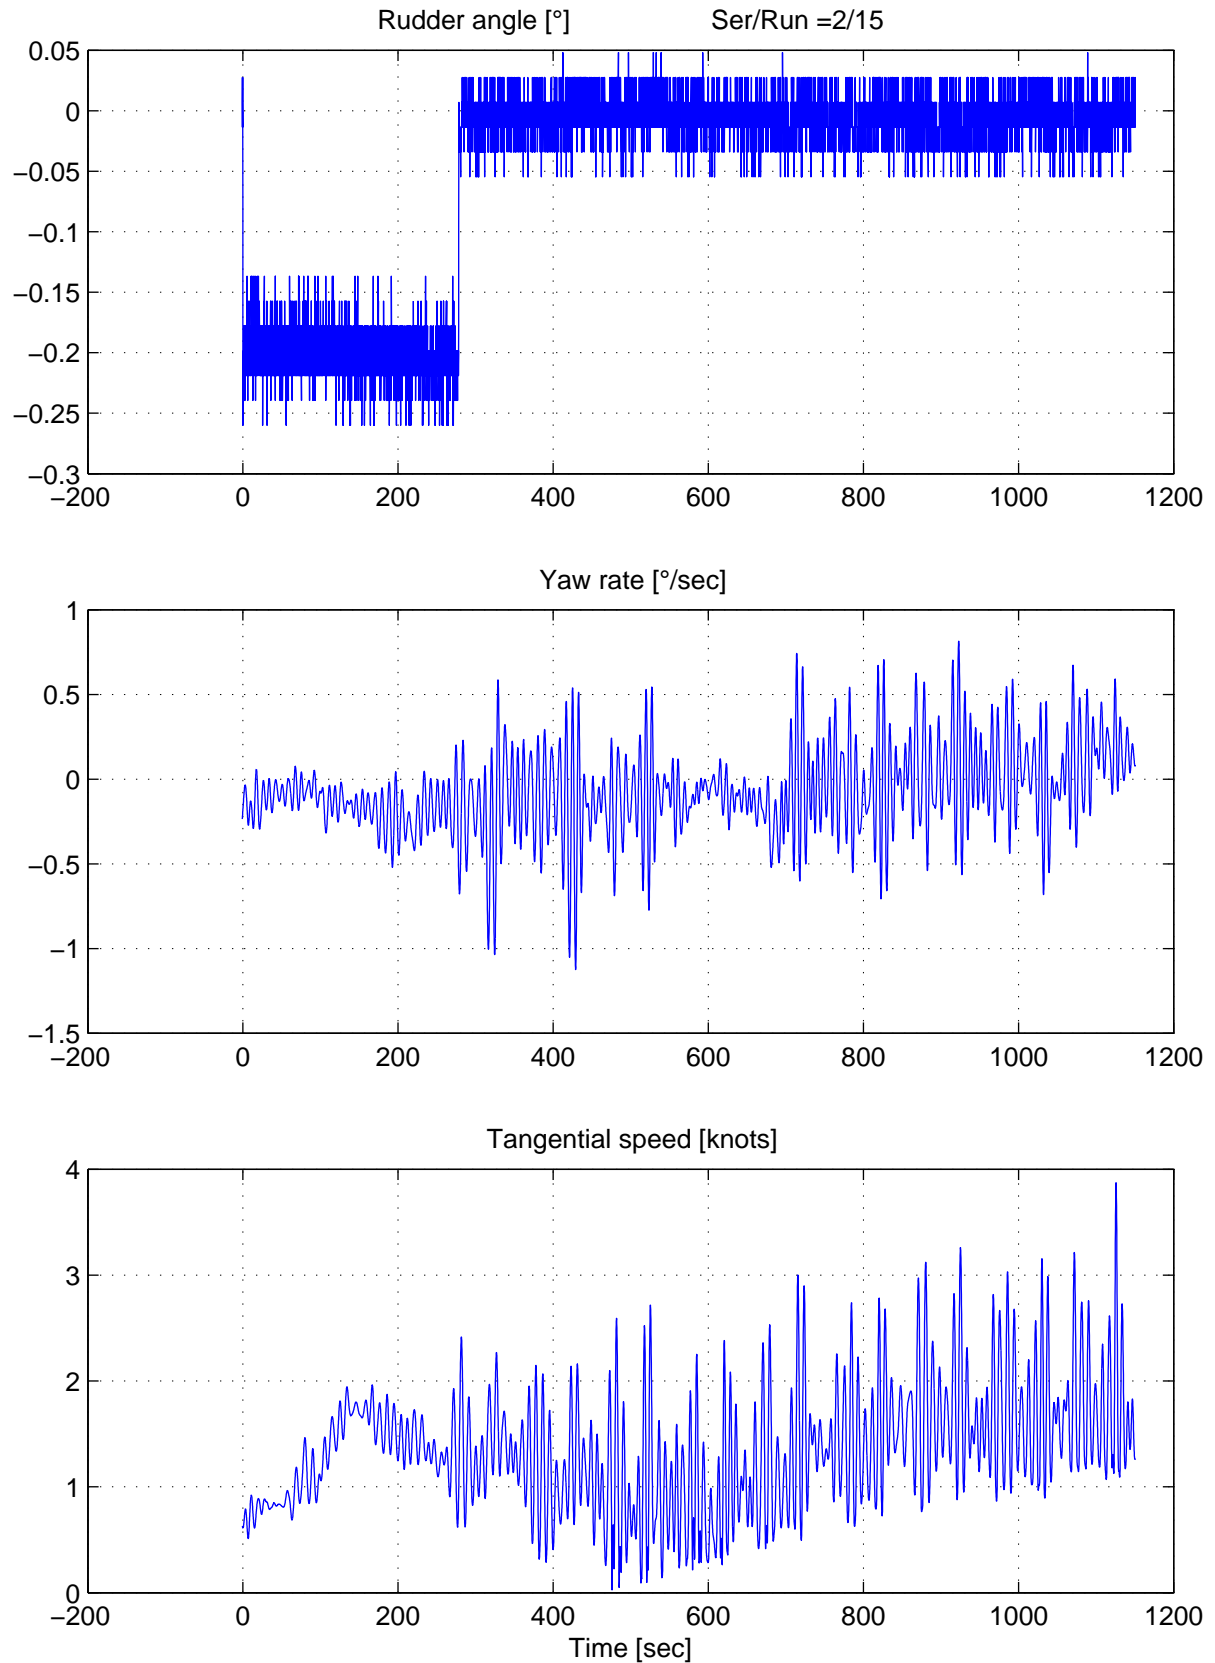 Rudder angle [°] Ser/Run =2/15
0.05
0
−0.05
−0.1
−0.15
−0.2
−0.25
−0.3
−200 0 200 400 600 800 1000 1200
Yaw rate [°/sec]
1
0.5
0
−0.5
−1
−1.5
−200 0 200 400 600 800 1000 1200
Tangential speed [knots]
4
3
2
1
0
−200 0 200 400 600 800 1000 1200
Time [sec]